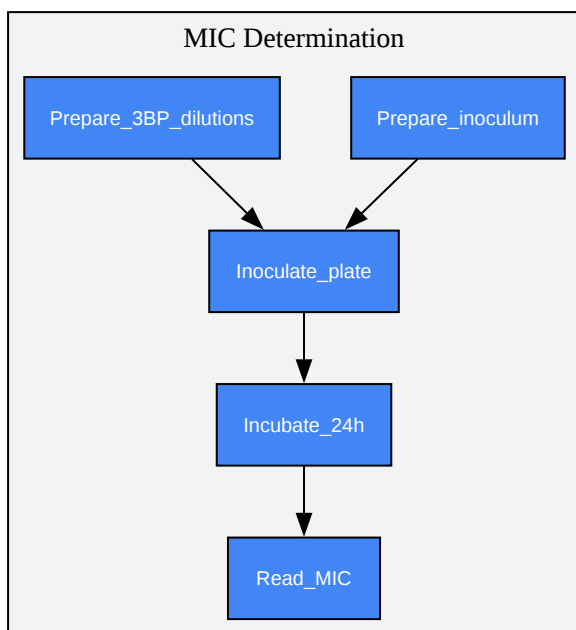 MIC Determination
Prepare_3BP_dilutions
Prepare_inoculum
Inoculate_plate
Incubate_24h
Read_MIC